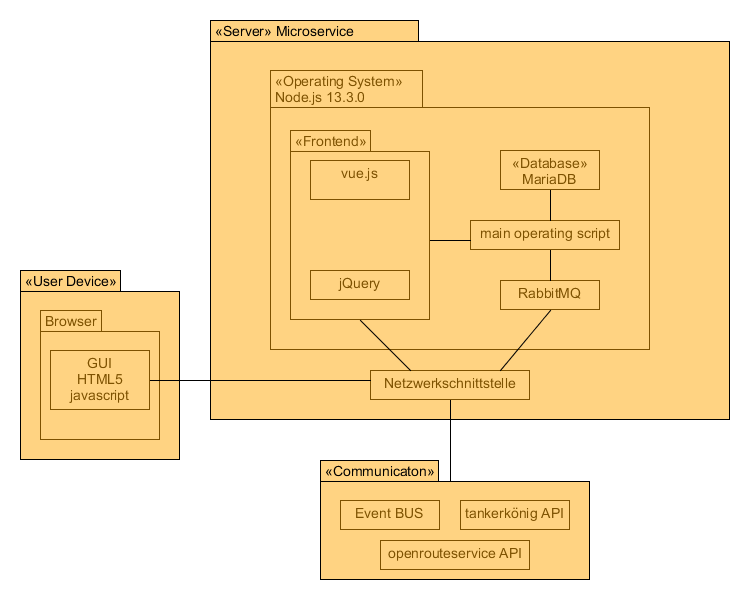 «Server» Microservice
«Operating System»
Node.js 13.3.0
«Frontend»
vue.js
jQuery
«Database»
MariaDB
main operating script
RabbitMQ
Netzwerkschnittstelle
«User Device»
Browser
GUI
HTML5
javascript
«Communicaton»
Event BUS
tankerkönig API
openrouteservice API